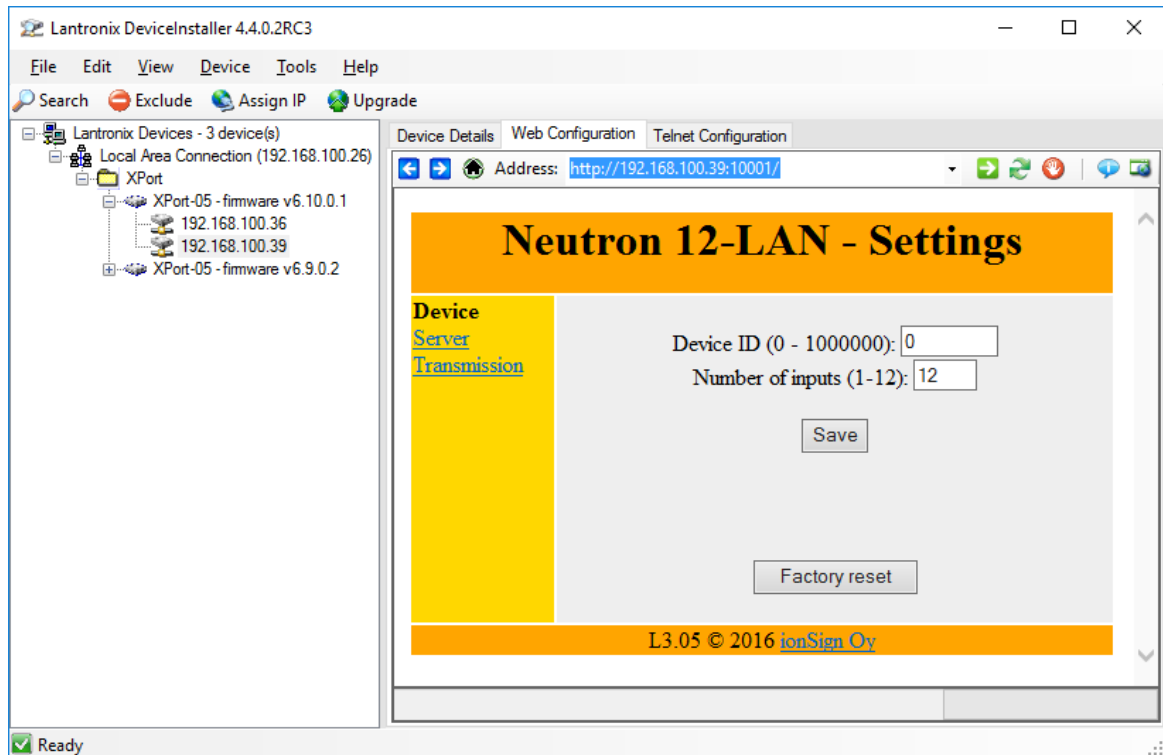 Lantronix DeviceInstaller 4.4.0.2RC3
File Edit View Device Tools Help
Search Exclude Assign IP Upgrade
Lantronix Devices - 3 device(s)
Local Area Connection (192.168.100.26)
XPort
XPort-05 - firmware v6.10.0.1
192.168.100.36
192.168.100.39
XPort-05 - firmware v6.9.0.2
Device Details Web Configuration Telnet Configuration
Address: http://192.168.100.39:10001/
Neutron 12-LAN - Settings
Device
Server
Transmission
Device ID (0 - 1000000): 0
Number of inputs (1-12): 12
Save
Factory reset
L3.05 © 2016 ionSign Oy
Ready